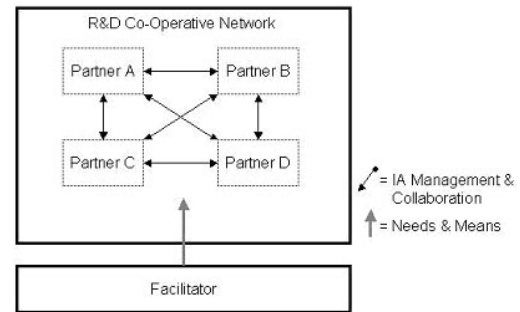 R&D Co-Operative Network
Partner A
Partner B
Partner C
Partner D
= IA Management &
Collaboration
= Needs & Means
Facilitator